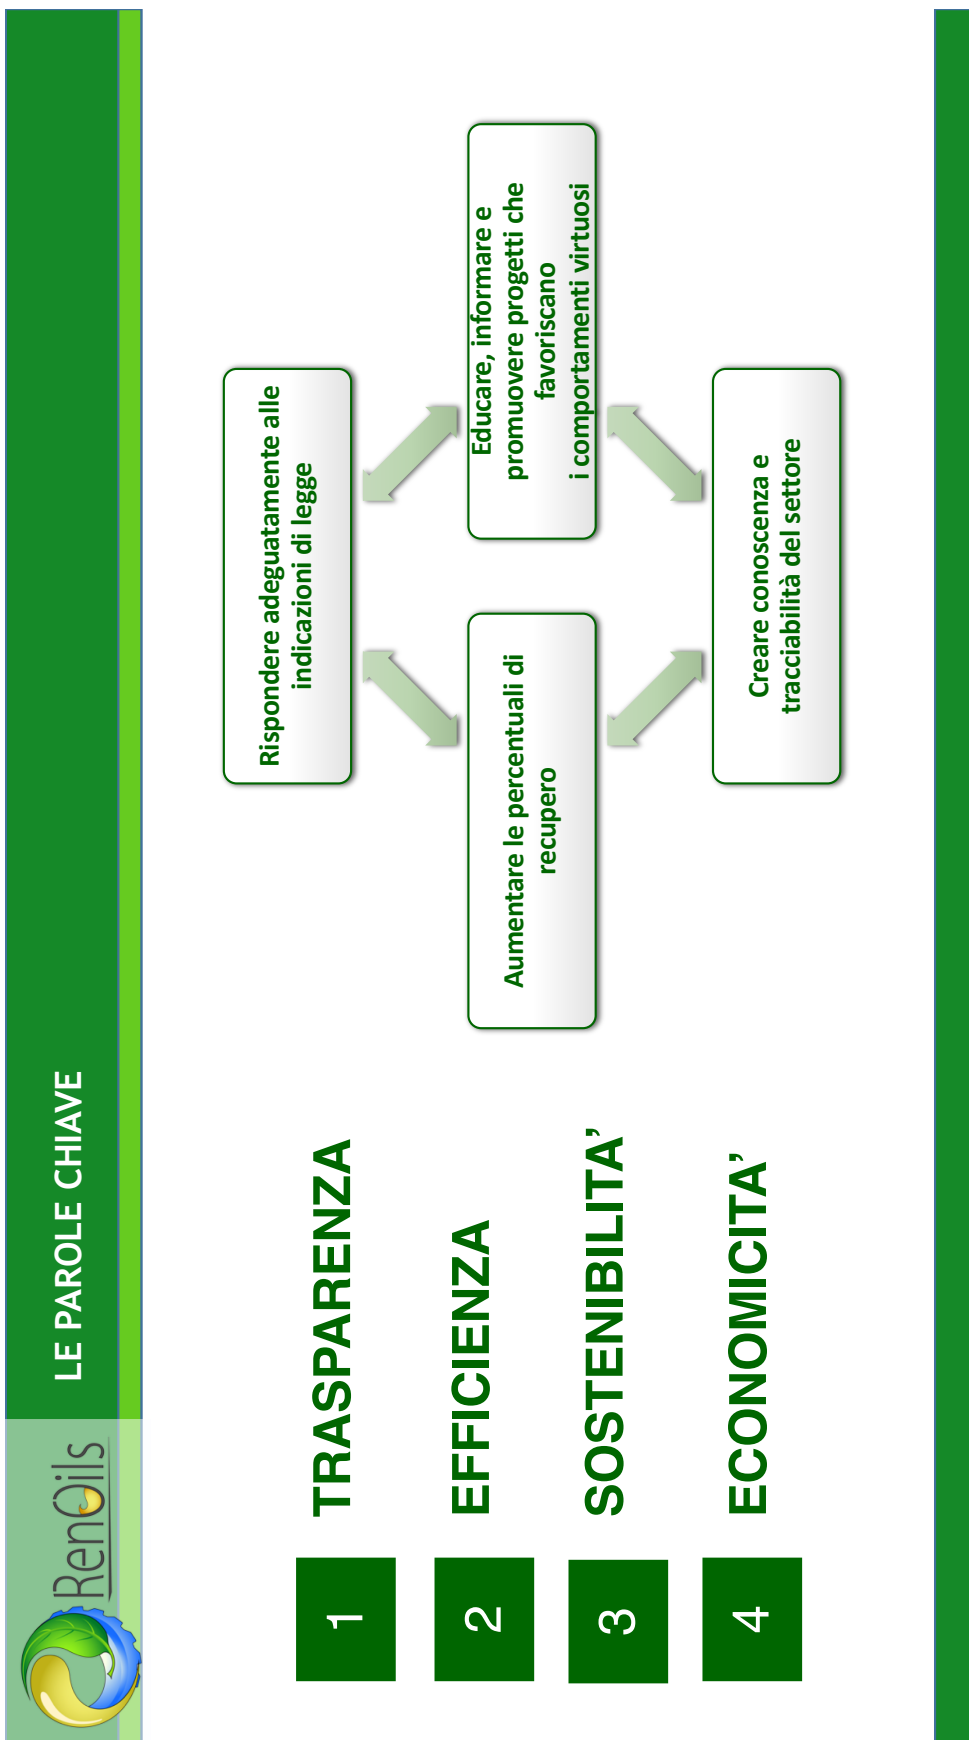 RenOils
LE PAROLE CHIAVE
1
TRASPARENZA
2
EFFICIENZA
3
SOSTENIBILITA’
4
ECONOMICITA’
Rispondere adeguatamente alle
indicazioni di legge
Aumentare le percentuali di
recupero
Educare, informare e
promuovere progetti che
favoriscano
i comportamenti virtuosi
Creare conoscenza e
tracciabilità del settore